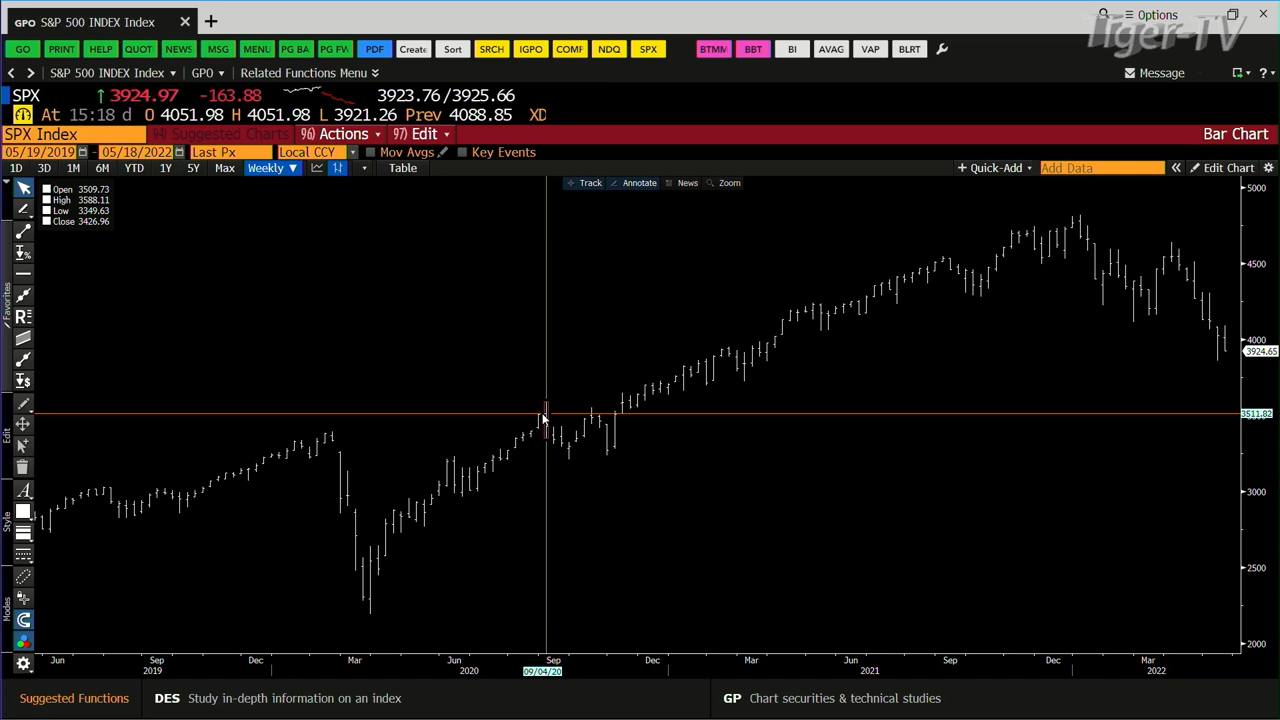 GPO S&P 500 INDEX Index
Options
Tiger-TV
GO PRINT HELP QUOT NEWS MSG MENU PG BA PG FW PDF Create Sort SRCH IGPO COMF NDQ SPX BTMM BBT BI AVAG VAP BLRT
S&P 500 INDEX Index GPO Related Functions Menu Message ?
SPX ↑ 3924.97 -163.88 3923.76/3925.66
At 15:18 d O 4051.98 H 4051.98 L 3921.26 Prev 4088.85 XD
SPX Index 94) Suggested Charts 96) Actions 97) Edit Bar Chart
05/19/2019 - 05/18/2022 Last Px Local CCY Mov Avgs Key Events
1D 3D 1M 6M YTD 1Y 5Y Max Weekly ▼ Table + Quick-Add Add Data « Edit Chart
Track Annotate News Zoom
Open 3509.73
High 3588.11
Low 3349.63
Close 3426.96
Favorites
Edit
Style
Modes
5000
4500
4000
3924.65
3511.82
3000
2500
2000
Jun Sep Dec Mar Jun Sep Dec Mar Jun Sep Dec Mar
2019 2020 09/04/20 2021 2022
Suggested Functions DES Study in-depth information on an index GP Chart securities & technical studies